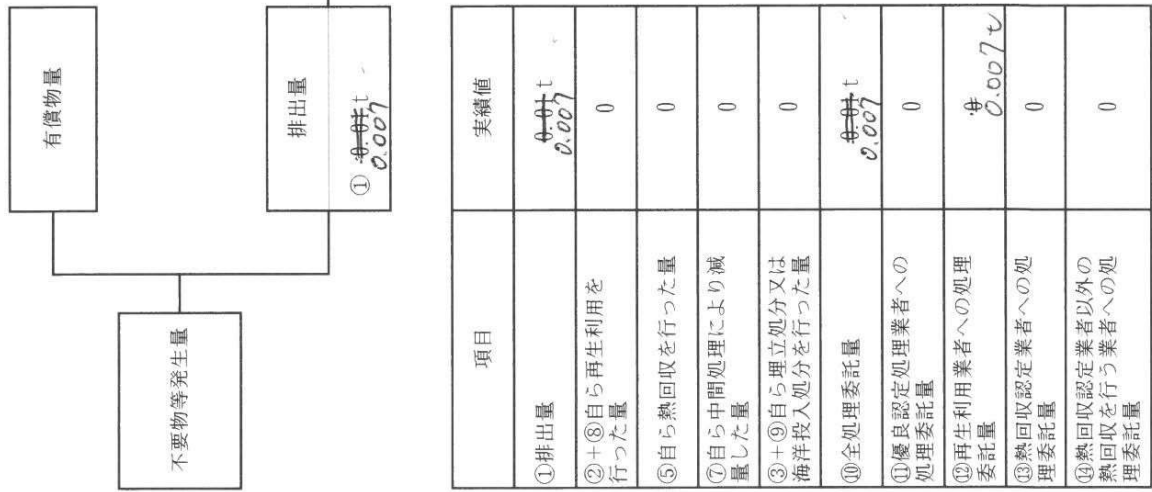 有償物量
不要物等発生量
排出量
① 0.01 t
0.007
項目
実績値
①排出量
0.01 t
0.007
②+⑧自ら再生利用を
行った量
0
⑤自ら熱回収を行った量
0
⑦自ら中間処理により減
量した量
0
③+⑨自ら埋立処分又は
海洋投入処分を行った量
0
⑩全処理委託量
0.01 t
0.007
⑪優良認定処理業者への
処理委託量
0
⑫再生利用業者への処理
委託量
0
0.007t
⑬熱回収認定業者への処
理委託量
0
⑭熱回収認定業者以外の
熱回収を行う業者への処
理委託量
0